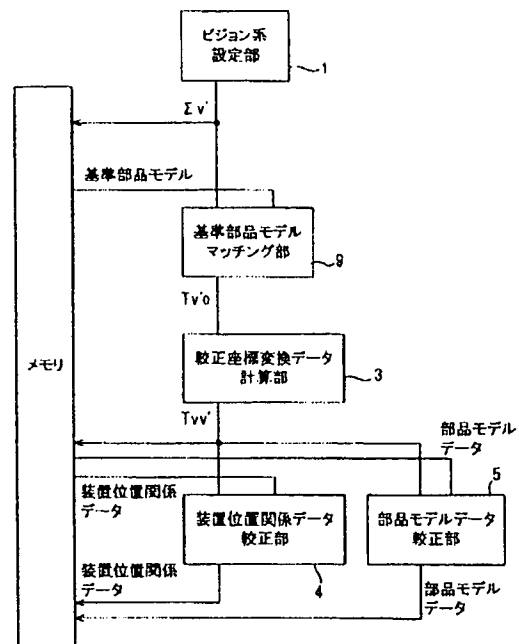 ビジョン系
設定部
1
Σv'
基準部品モデル
基準部品モデル
マッチング部
9
Tv'o
メモリ
較正座標変換データ
計算部
3
Tvv'
部品モデル
データ
装置位置関係
データ
装置位置関係データ
較正部
4
5
部品モデルデータ
較正部
装置位置関係
データ
部品モデル
データ